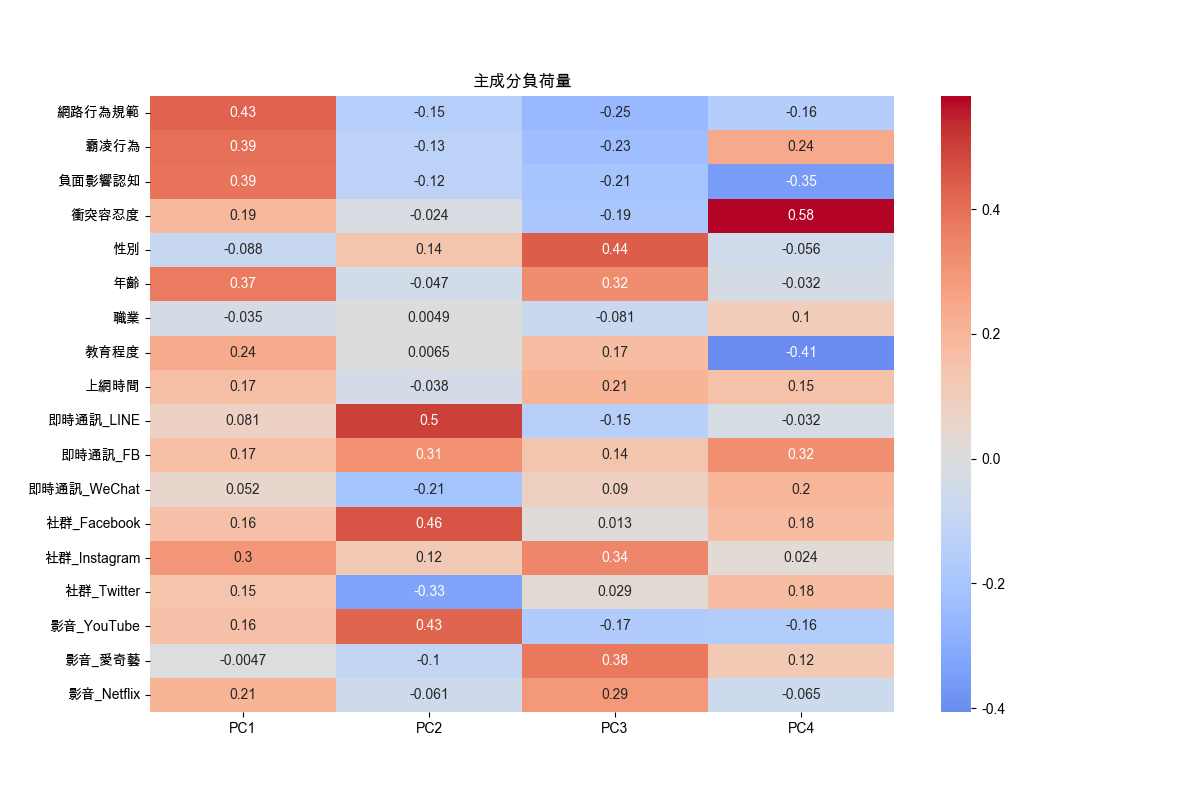 主成分負荷量
網路行為規範 0.43 -0.15 -0.25 -0.16
霸凌行為 0.39 -0.13 -0.23 0.24
負面影響認知 0.39 -0.12 -0.21 -0.35
衝突容忍度 0.19 -0.024 -0.19 0.58
性別 -0.088 0.14 0.44 -0.056
年齡 0.37 -0.047 0.32 -0.032
職業 -0.035 0.0049 -0.081 0.1
教育程度 0.24 0.0065 0.17 -0.41
上網時間 0.17 -0.038 0.21 0.15
即時通訊_LINE 0.081 0.5 -0.15 -0.032
即時通訊_FB 0.17 0.31 0.14 0.32
即時通訊_WeChat 0.052 -0.21 0.09 0.2
社群_Facebook 0.16 0.46 0.013 0.18
社群_Instagram 0.3 0.12 0.34 0.024
社群_Twitter 0.15 -0.33 0.029 0.18
影音_YouTube 0.16 0.43 -0.17 -0.16
影音_愛奇藝 -0.0047 -0.1 0.38 0.12
影音_Netflix 0.21 -0.061 0.29 -0.065
PC1 PC2 PC3 PC4
0.4
0.2
0.0
-0.2
-0.4